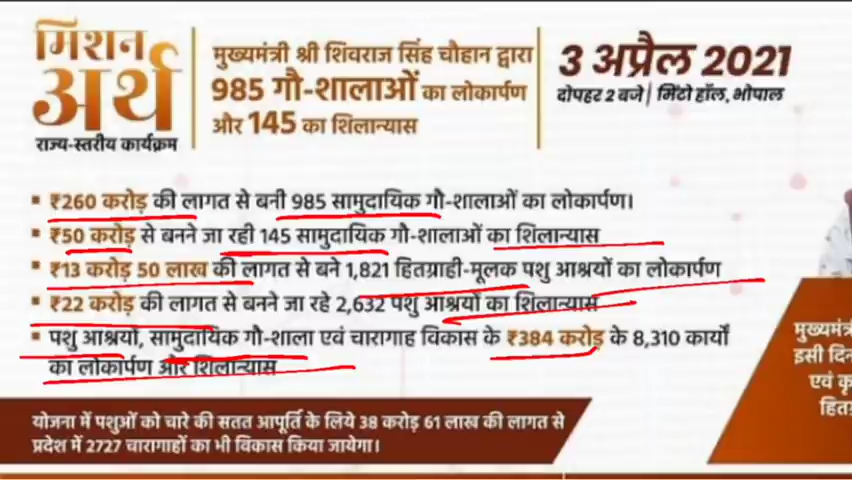 मिशन
अर्थ
राज्य-स्तरीय कार्यक्रम
मुख्यमंत्री श्री शिवराज सिंह चौहान द्वारा
985 गौ-शालाओं का लोकार्पण
और 145 का शिलान्यास
3 अप्रैल 2021
दोपहर 2 बजे | मिंटो हॉल, भोपाल
▪ ₹260 करोड़ की लागत से बनी 985 सामुदायिक गौ-शालाओं का लोकार्पण।
▪ ₹50 करोड़ से बनने जा रही 145 सामुदायिक गौ-शालाओं का शिलान्यास
▪ ₹13 करोड़ 50 लाख की लागत से बने 1,821 हितग्राही-मूलक पशु आश्रयों का लोकार्पण
▪ ₹22 करोड़ की लागत से बनने जा रहे 2,632 पशु आश्रयों का शिलान्यास
▪ पशु आश्रयों, सामुदायिक गौ-शाला एवं चारागाह विकास के ₹384 करोड़ के 8,310 कार्यों
का लोकार्पण और शिलान्यास
योजना में पशुओं को चारे की सतत आपूर्ति के लिये 38 करोड़ 61 लाख की लागत से
प्रदेश में 2727 चारागाहों का भी विकास किया जायेगा।
इसी दिन
एवं